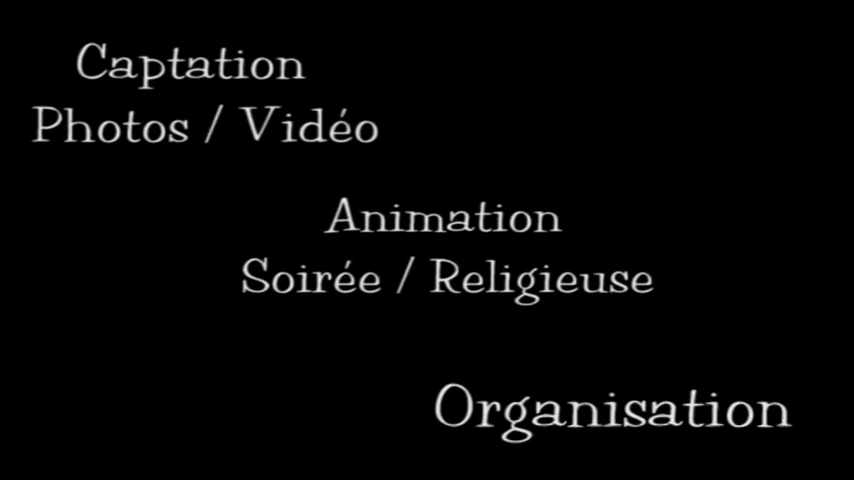 Captation
Photos / Vidéo
Animation
Soirée / Religieuse
Organisation